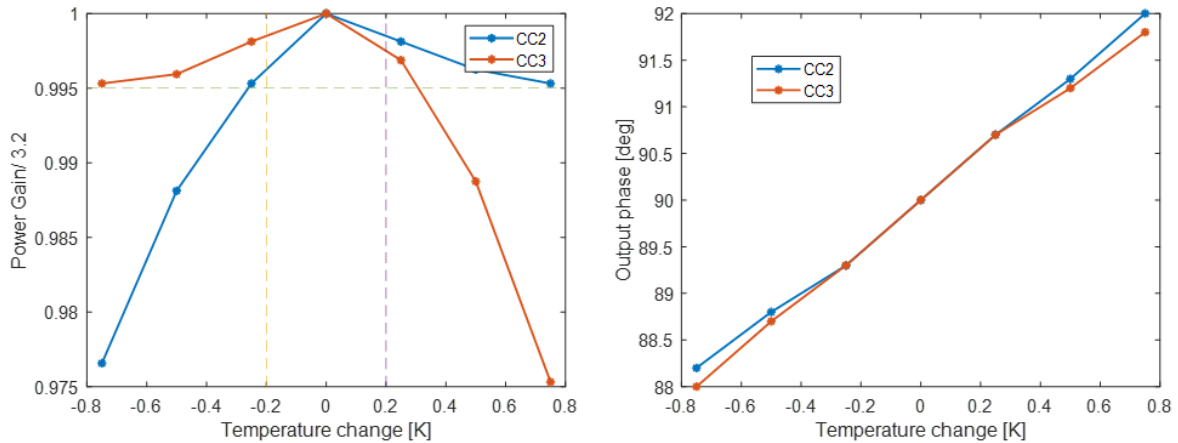 Power Gain/ 3.2
1
0.995
0.99
0.985
0.98
0.975
CC2
CC3
-0.8 -0.6 -0.4 -0.2 0 0.2 0.4 0.6 0.8
Temperature change [K]
Output phase [deg]
92
91.5
91
90.5
90
89.5
89
88.5
88
CC2
CC3
-0.8 -0.6 -0.4 -0.2 0 0.2 0.4 0.6 0.8
Temperature change [K]